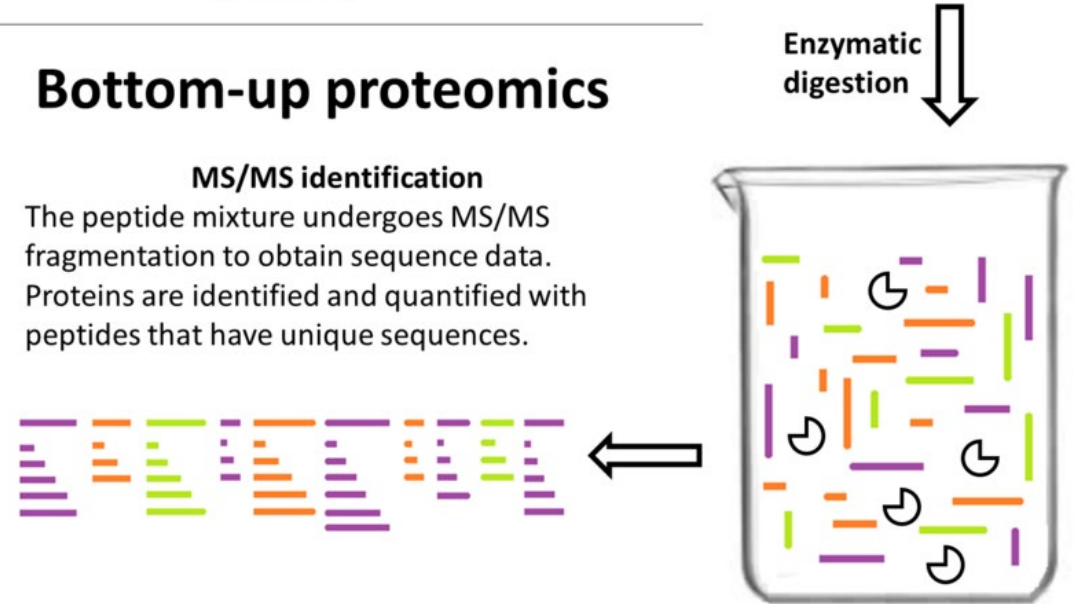 Enzymatic
digestion
Bottom-up proteomics
MS/MS identification
The peptide mixture undergoes MS/MS
fragmentation to obtain sequence data.
Proteins are identified and quantified with
peptides that have unique sequences.